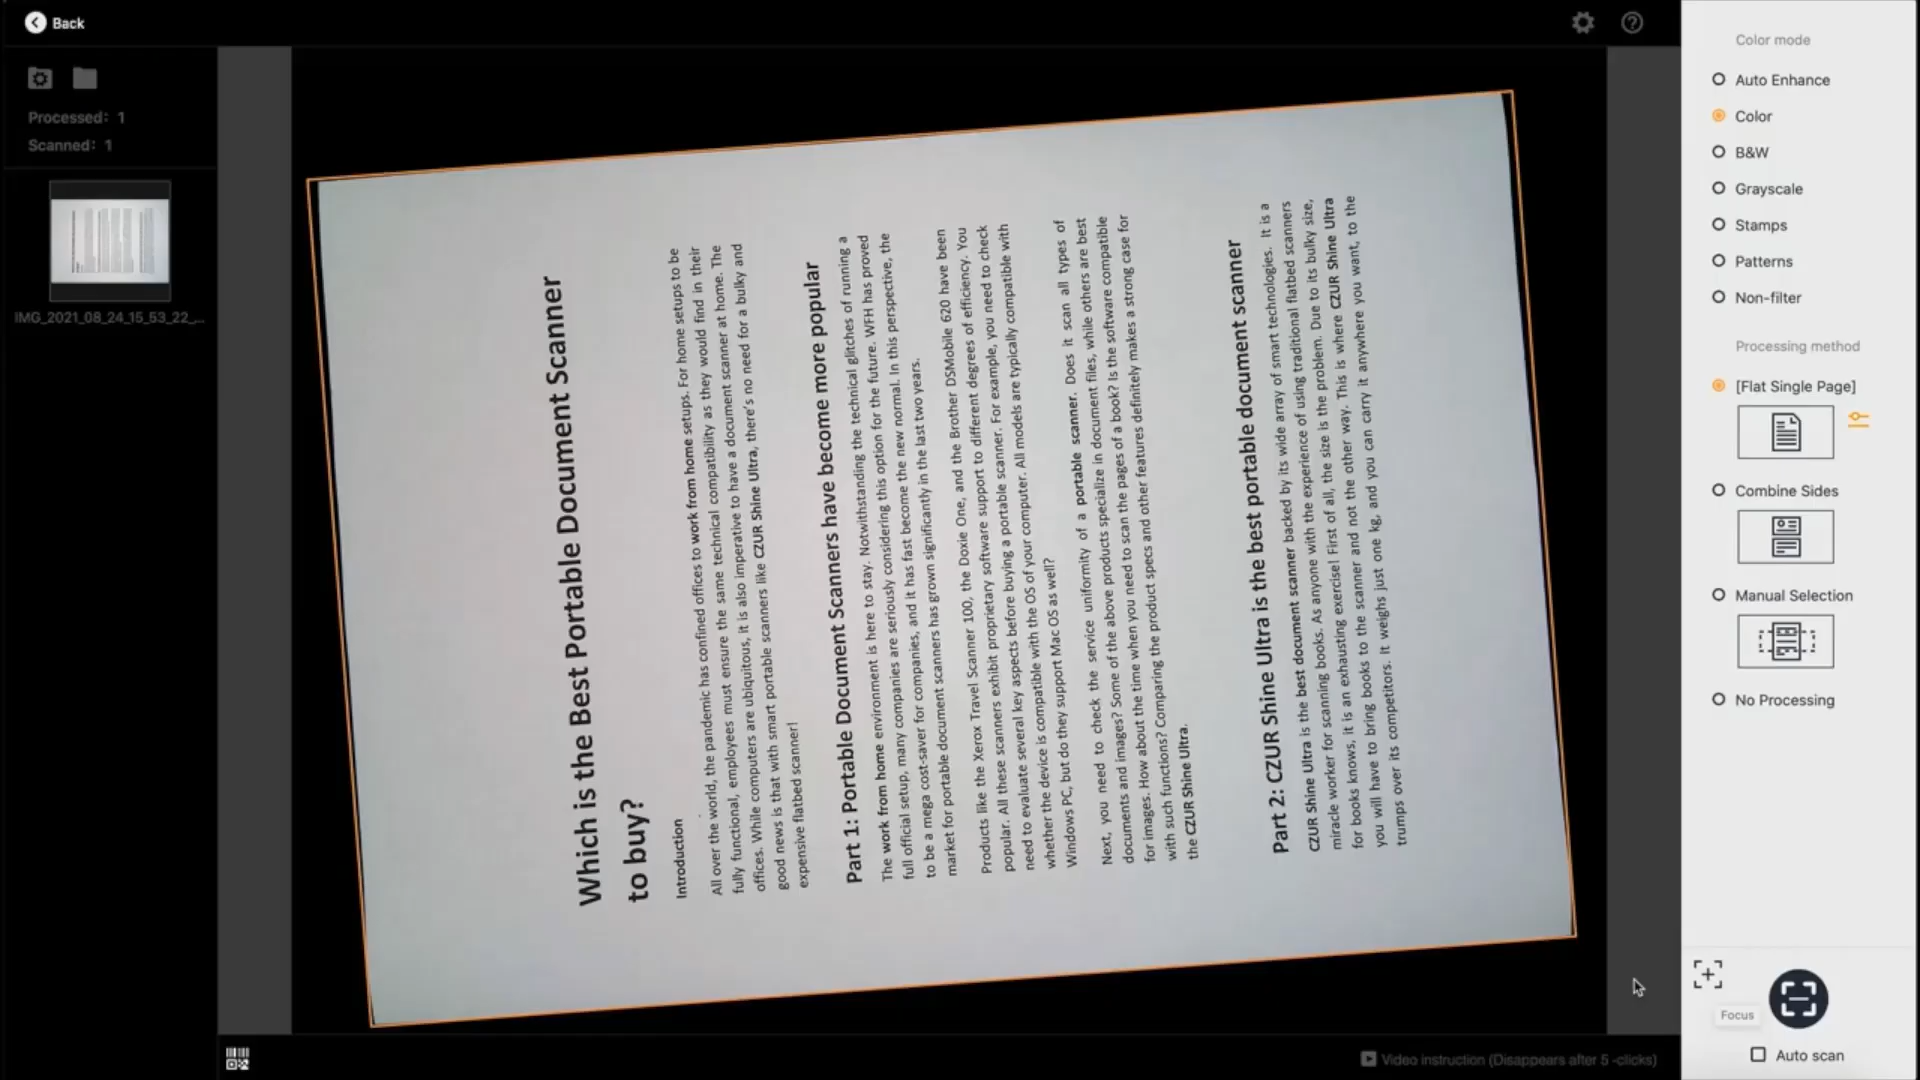 Back
Processed: 1
Scanned: 1
IMG_2021_08_24_15_53_22_...
Which is the Best Portable Document Scanner
to buy?
Introduction
All over the world, the pandemic has confined offices to work from home setups. For home setups to be
fully functional, employees must ensure the same technical compatibility as they would find in their
offices. While computers are ubiquitous, it is also imperative to have a document scanner at home. The
good news is that with smart portable scanners like CZUR Shine Ultra, there's no need for a bulky and
expensive flatbed scanner!
Part 1: Portable Document Scanners have become more popular
The work from home environment is here to stay. Notwithstanding the technical glitches of running a
full official setup, many companies are seriously considering this option for the future. WFH has proved
to be a mega cost-saver for companies, and it has fast become the new normal. In this perspective, the
market for portable document scanners has grown significantly in the last two years.
Products like the Xerox Travel Scanner 100, the Doxie One, and the Brother DSMobile 620 have been
popular. All these scanners exhibit proprietary software support to different degrees of efficiency. You
need to evaluate several key aspects before buying a portable scanner. For example, you need to check
whether the device is compatible with the OS of your computer. All models are typically compatible with
Windows PC, but do they support Mac OS as well?
Next, you need to check the service uniformity of a portable scanner. Does it scan all types of
documents and images? Some of the above products specialize in document files, while others are best
for images. How about the time when you need to scan the pages of a book? Is the software compatible
with such functions? Comparing the product specs and other features definitely makes a strong case for
the CZUR Shine Ultra.
Part 2: CZUR Shine Ultra is the best portable document scanner
CZUR Shine Ultra is the best document scanner backed by its wide array of smart technologies. It is a
miracle worker for scanning books. As anyone with the experience of using traditional flatbed scanners
for books knows, it is an exhausting exercise! First of all, the size is the problem. Due to its bulky size,
you will have to bring books to the scanner and not the other way. This is where CZUR Shine Ultra
trumps over its competitors. It weighs just one kg, and you can carry it anywhere you want, to the
Video instruction (Disappears after 5 -clicks)
Color mode
Auto Enhance
Color
B&W
Grayscale
Stamps
Patterns
Non-filter
Processing method
[Flat Single Page]
Combine Sides
Manual Selection
No Processing
Focus
Auto scan